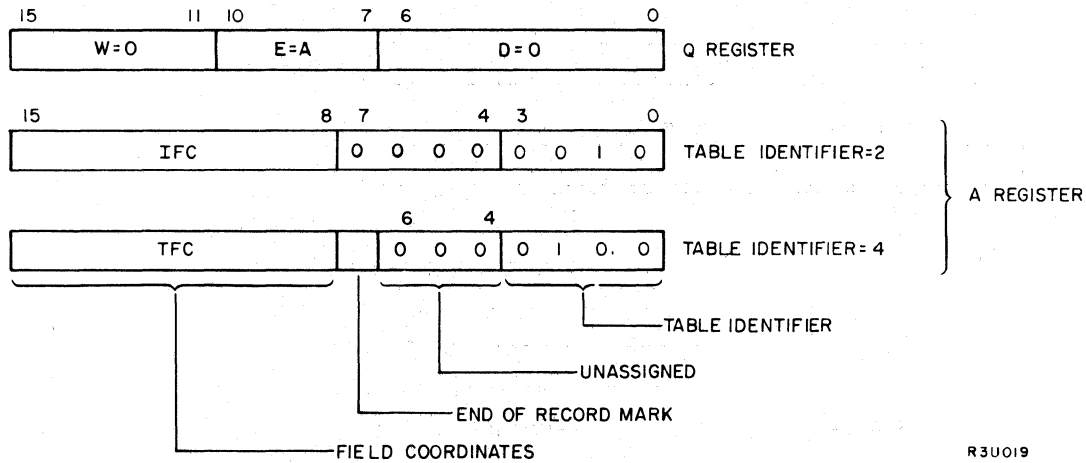 15 11 10 7 6 0
W=0 E=A D=0 Q REGISTER
15 8 7 4 3 0
IFC 0 0 0 0 0 0 1 0 TABLE IDENTIFIER=2
A REGISTER
6 4
TFC 0 0 0 0 1 0. 0 TABLE IDENTIFIER=4
TABLE IDENTIFIER
UNASSIGNED
END OF RECORD MARK
FIELD COORDINATES
R3U019